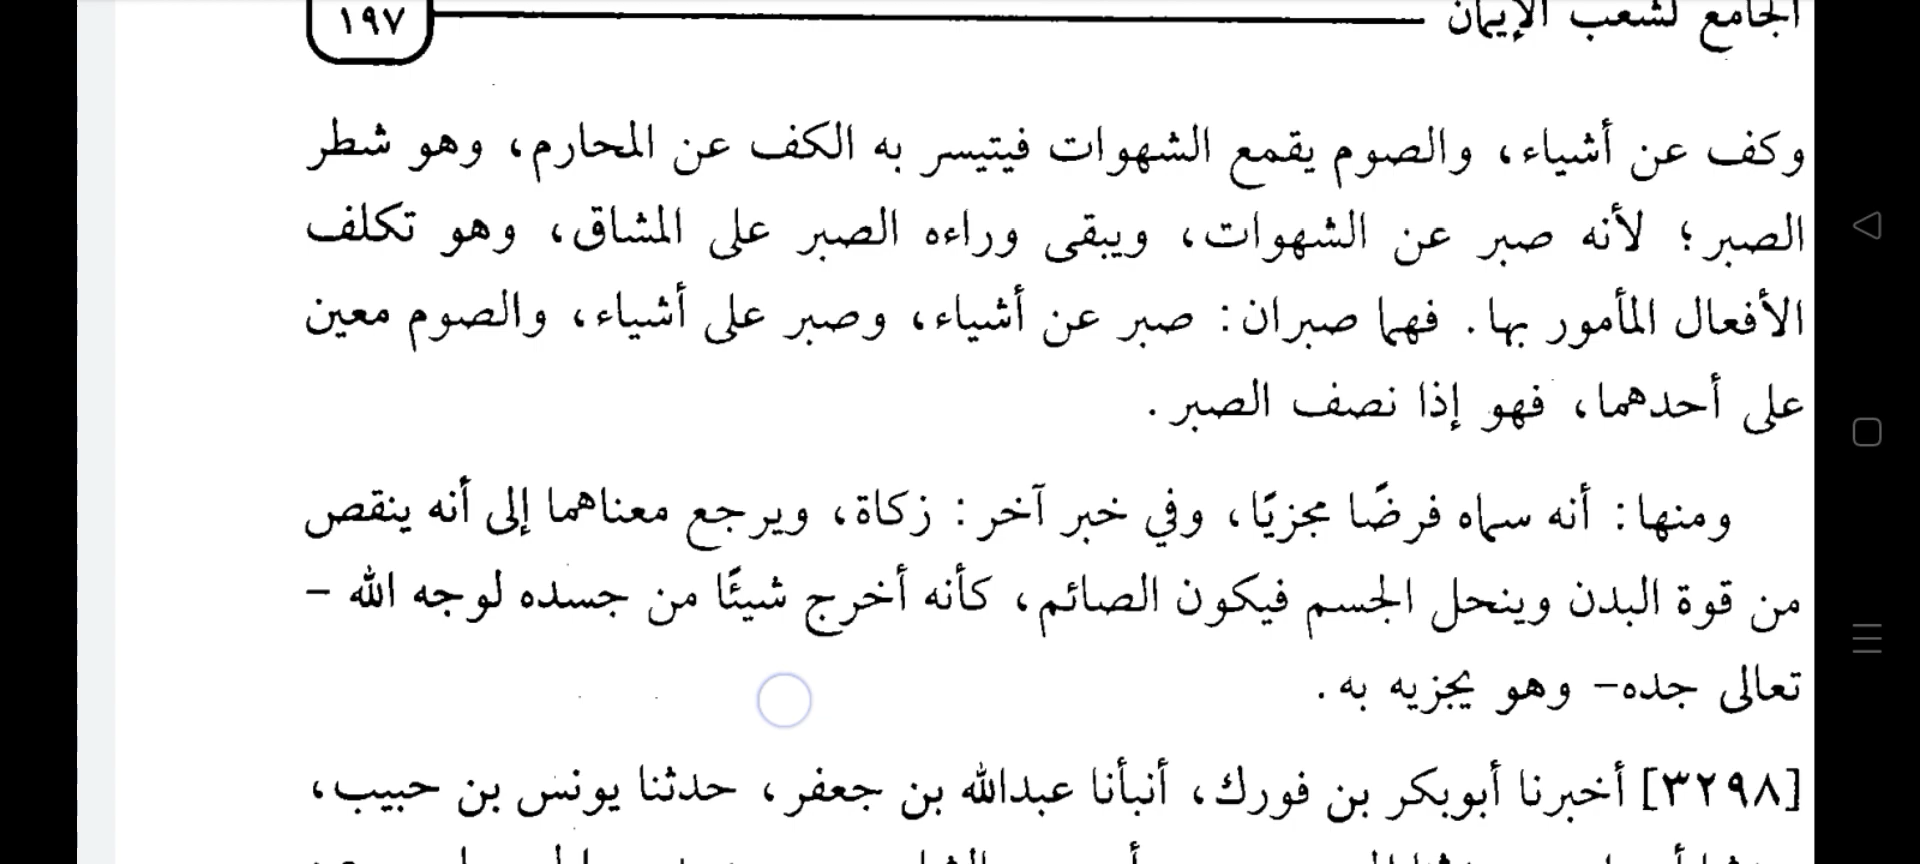 الجامع لشعب الإيمان ١٩٧
وكف عن أشياء، والصوم يقمع الشهوات فيتيسر به الكف عن المحارم، وهو شطر
الصبر؛ لأنه صبر عن الشهوات، ويبقى وراءه الصبر على المشاق، وهو تكلف
الأفعال المأمور بها. فهما صبران: صبر عن أشياء، وصبر على أشياء، والصوم معين
على أحدهما، فهو إذا نصف الصبر.
ومنها: أنه سماه فرضًا مجزيًا، وفي خبر آخر: زكاة، ويرجع معناهما إلى أنه ينقص
من قوة البدن وينحل الجسم فيكون الصائم، كأنه أخرج شيئًا من جسده لوجه الله -
تعالى جده- وهو يجزيه به.
[٣٢٩٨] أخبرنا أبوبكر بن فورك، أنبأنا عبدالله بن جعفر، حدثنا يونس بن حبيب،